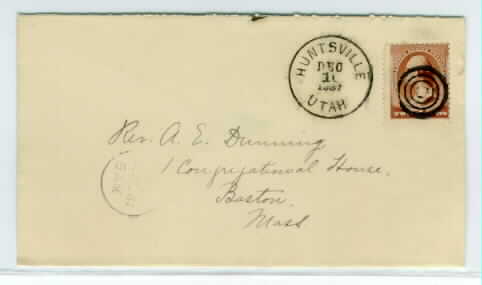 HUNTSVILLE
DEC
11
1887
UTAH
Rev. A. E. Dunning
1 Congregational House.
Boston.
Mass